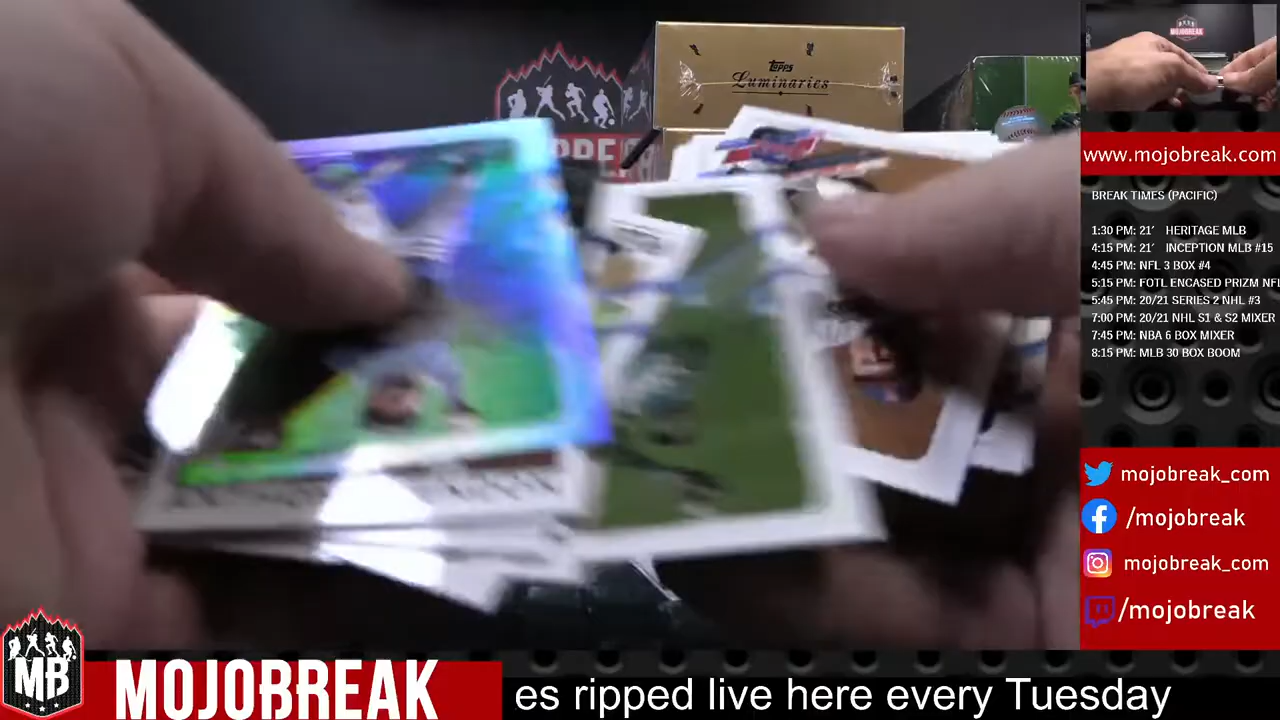 Topps
Luminaries
MOJOBREAK
www.mojobreak.com
BREAK TIMES (PACIFIC)
1:30 PM: 21' HERITAGE MLB
4:15 PM: 21' INCEPTION MLB #15
4:45 PM: NFL 3 BOX #4
5:15 PM: FOTL ENCASED PRIZM NFL
5:45 PM: 20/21 SERIES 2 NHL #3
7:00 PM: 20/21 NHL S1 & S2 MIXER
7:45 PM: NBA 6 BOX MIXER
8:15 PM: MLB 30 BOX BOOM
mojobreak_com
/mojobreak
mojobreak_com
/mojobreak
MB
MOJOBREAK
es ripped live here every Tuesday